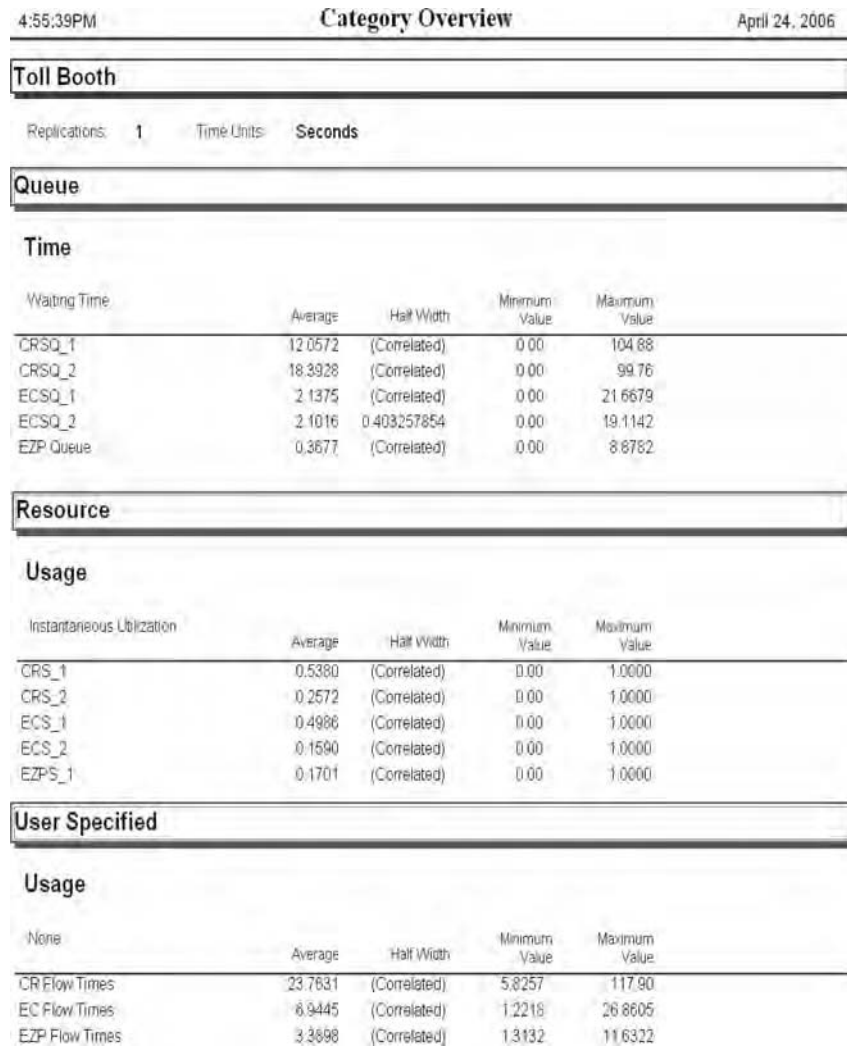 4:55:39PM Category Overview April 24, 2006
Toll Booth
Replications: 1 Time Units: Seconds
Queue
Time
Waiting Time Average Half Width Minimum Value Maximum Value
CRSQ_1 12.0572 (Correlated) 0.00 104.88
CRSQ_2 18.3928 (Correlated) 0.00 99.76
ECSQ_1 2.1375 (Correlated) 0.00 21.6679
ECSQ_2 2.1016 0.403257854 0.00 19.1142
EZP Queue 0.3677 (Correlated) 0.00 8.8782
Resource
Usage
Instantaneous Utilization Average Half Width Minimum Value Maximum Value
CRS_1 0.5380 (Correlated) 0.00 1.0000
CRS_2 0.2572 (Correlated) 0.00 1.0000
ECS_1 0.4986 (Correlated) 0.00 1.0000
ECS_2 0.1590 (Correlated) 0.00 1.0000
EZPS_1 0.1701 (Correlated) 0.00 1.0000
User Specified
Usage
None Average Half Width Minimum Value Maximum Value
CR Flow Times 23.7631 (Correlated) 5.8257 117.90
EC Flow Times 6.9445 (Correlated) 1.2218 26.8605
EZP Flow Times 3.3898 (Correlated) 1.3132 11.6322